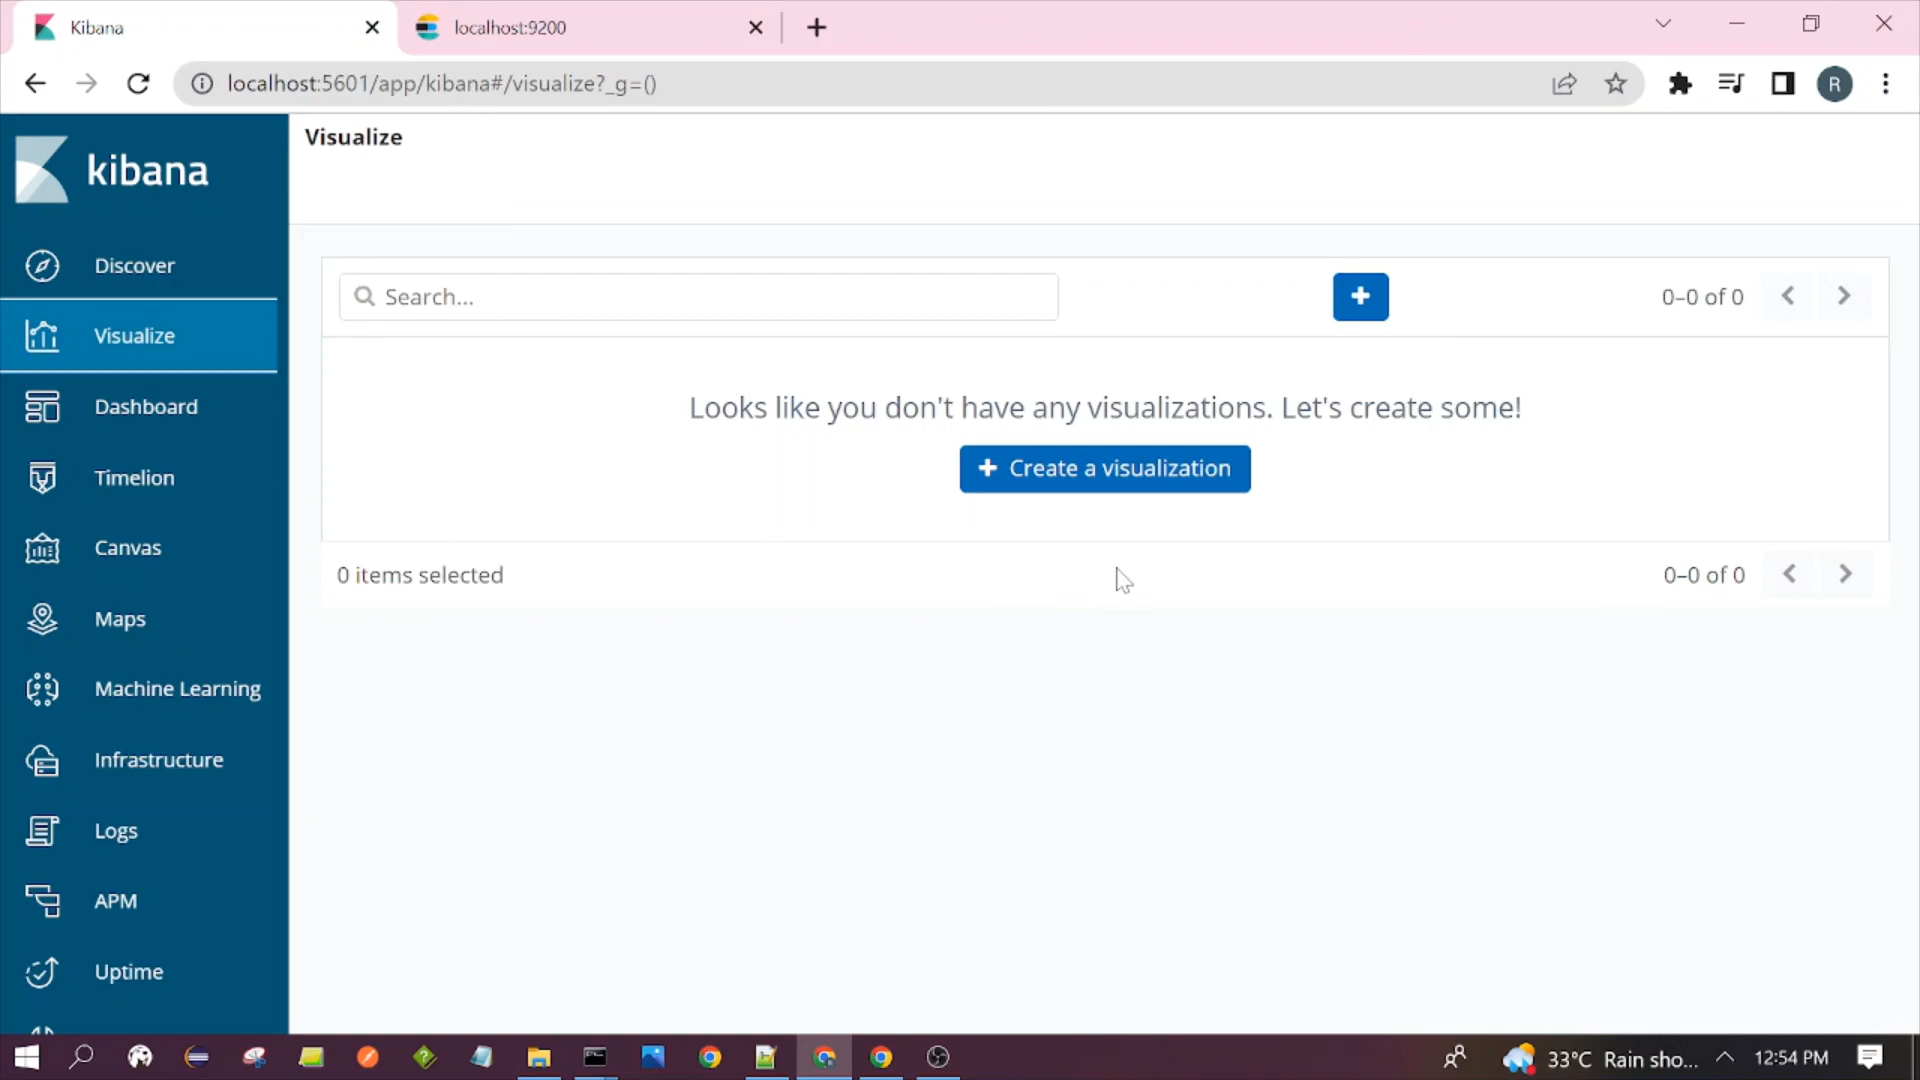 Kibana
localhost:9200
localhost:5601/app/kibana#/visualize?_g=()
R
kibana
Visualize
Discover
Search...
0–0 of 0
Visualize
Looks like you don't have any visualizations. Let's create some!
Dashboard
Create a visualization
Timelion
Canvas
0 items selected
0–0 of 0
Maps
Machine Learning
Infrastructure
Logs
APM
Uptime
33°C Rain sho...
12:54 PM